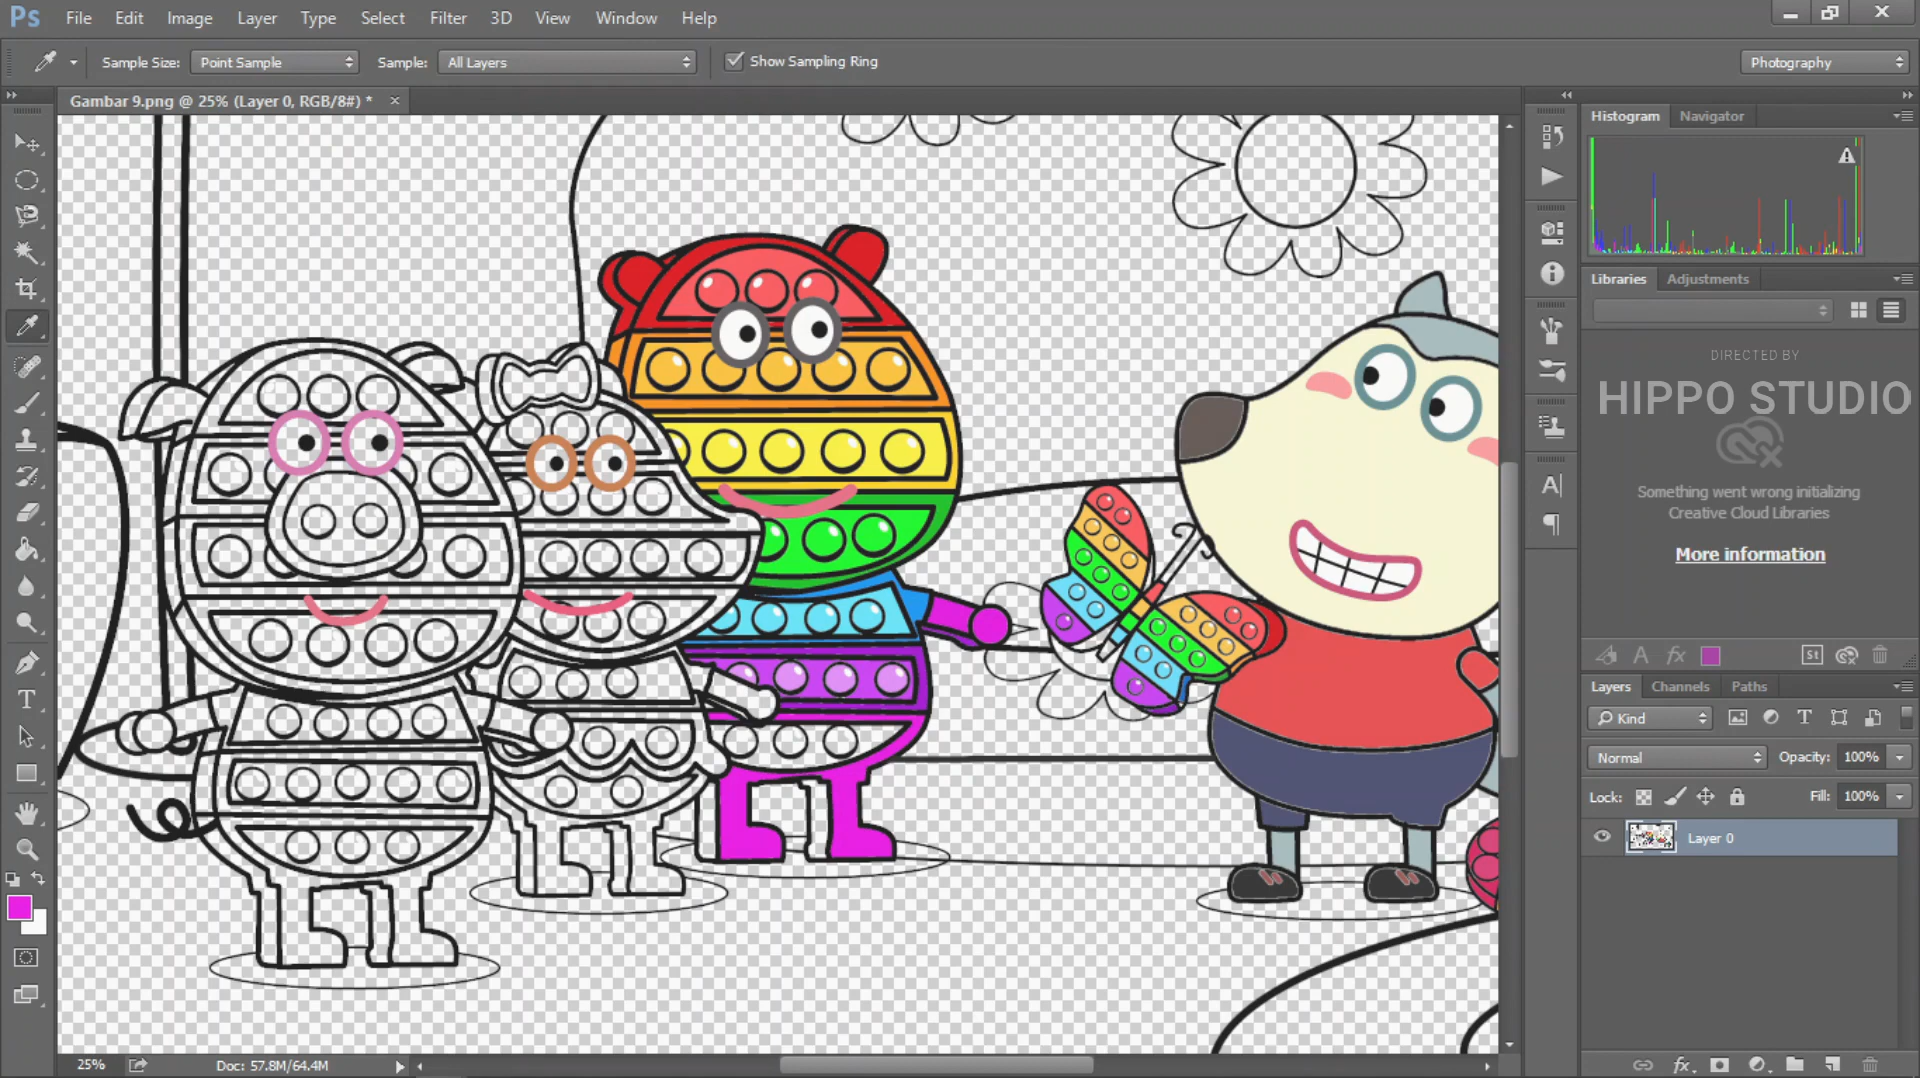 Ps File Edit Image Layer Type Select Filter 3D View Window Help
Sample Size: Point Sample Sample: All Layers Show Sampling Ring Photography
Gambar 9.png @ 25% (Layer 0, RGB/8#) * ×
Histogram Navigator
Libraries Adjustments
DIRECTED BY
HIPPO STUDIO
Something went wrong initializing
Creative Cloud Libraries
More information
A fx St
Layers Channels Paths
Kind T
Normal Opacity: 100%
Lock: Fill: 100%
Layer 0
25% Doc: 57.8M/64.4M fx